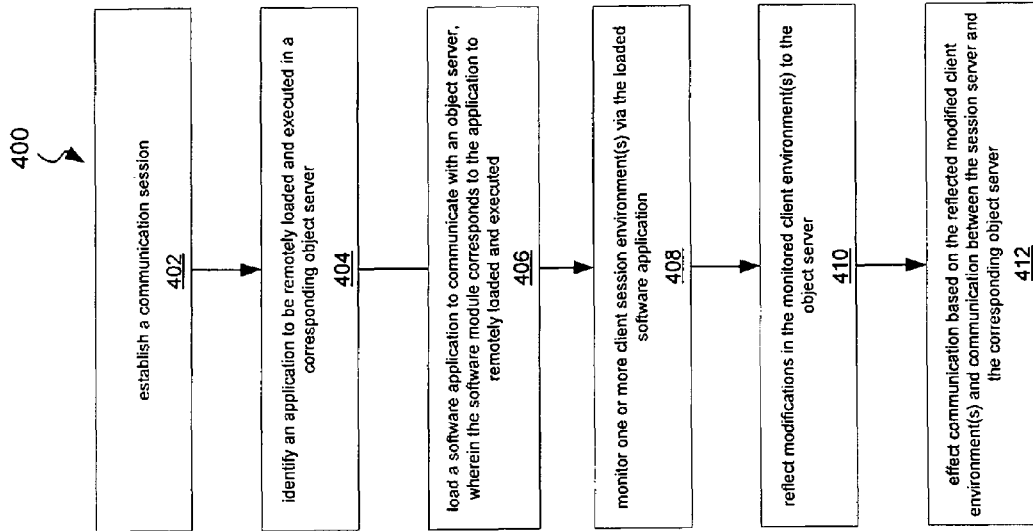 400
establish a communication session
402
identify an application to be remotely loaded and executed in a
corresponding object server
404
load a software application to communicate with an object server,
wherein the software module corresponds to the application to
remotely loaded and executed
406
monitor one or more client session environment(s) via the loaded
software application
408
reflect modifications in the monitored client environment(s) to the
object server
410
effect communication based on the reflected modified client
environment(s) and communication between the session server and
the corresponding object server
412